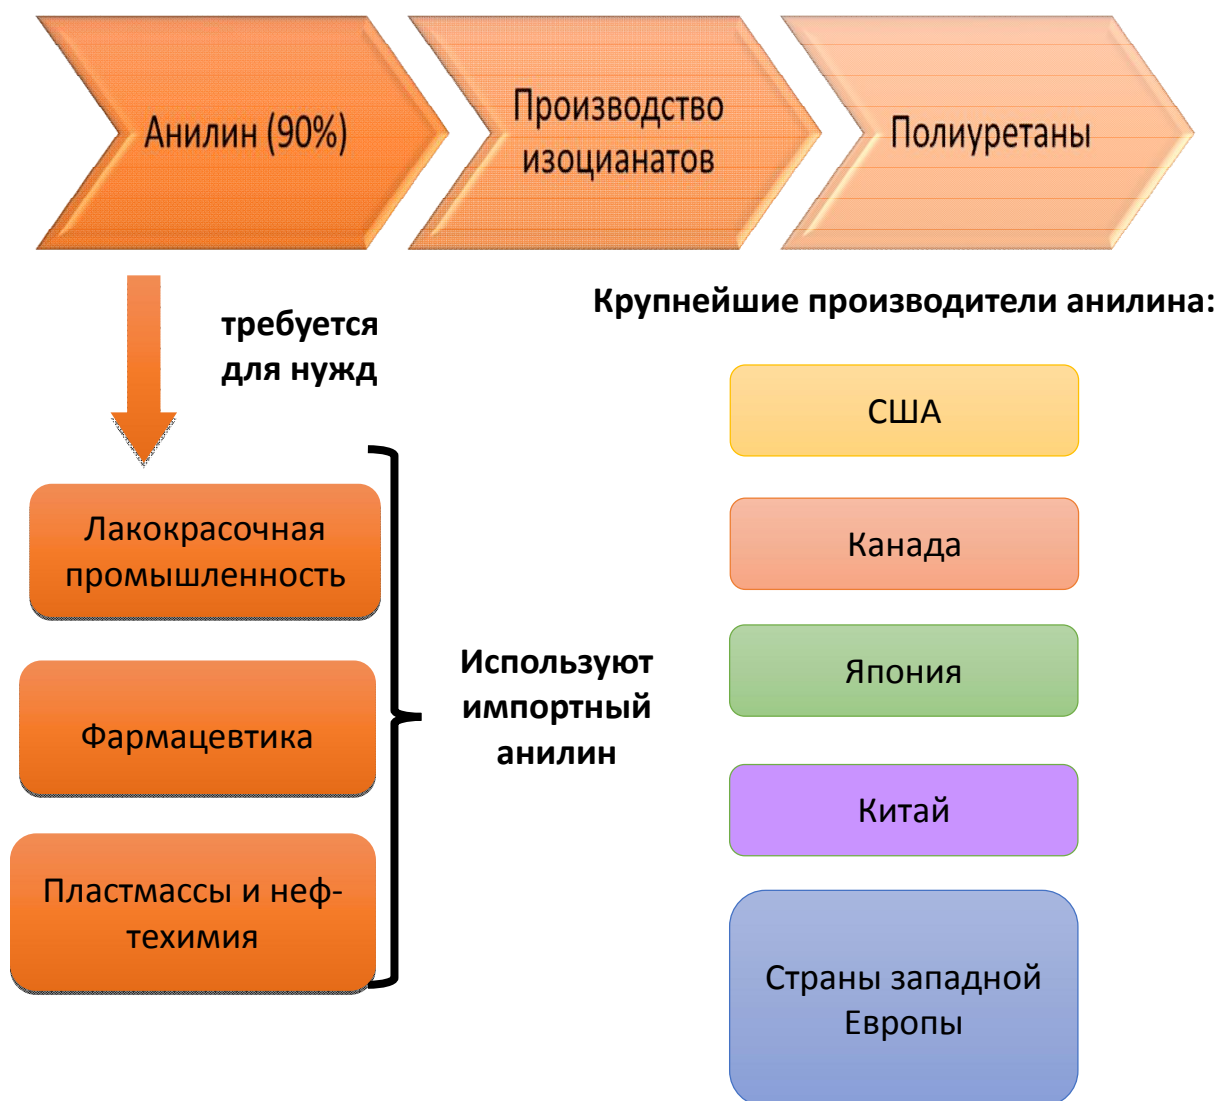 Анилин (90%)
Производство
изоцианатов
Полиуретаны
требуется
для нужд
Крупнейшие производители анилина:
Лакокрасочная
промышленность
Фармацевтика
Пластмассы и неф-
техимия
Используют
импортный
анилин
США
Канада
Япония
Китай
Страны западной
Европы